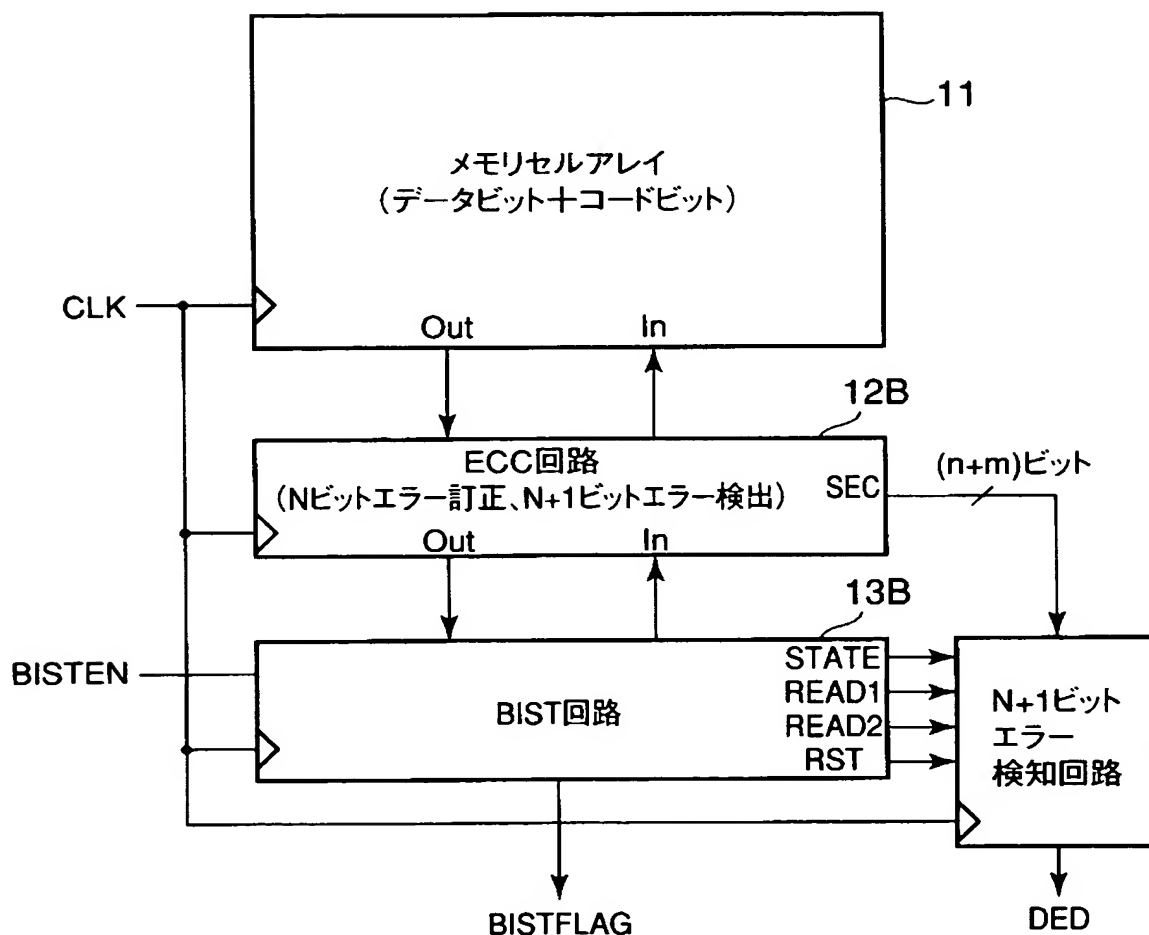 11
メモリセルアレイ
(データビット+コードビット)
CLK
Out
In
12B
ECC回路
(Nビットエラー訂正、N+1ビットエラー検出)
SEC
(n+m)ビット
Out
In
13B
BISTEN
BIST回路
STATE
READ1
READ2
RST
N+1ビット
エラー
検知回路
BISTFLAG
DED